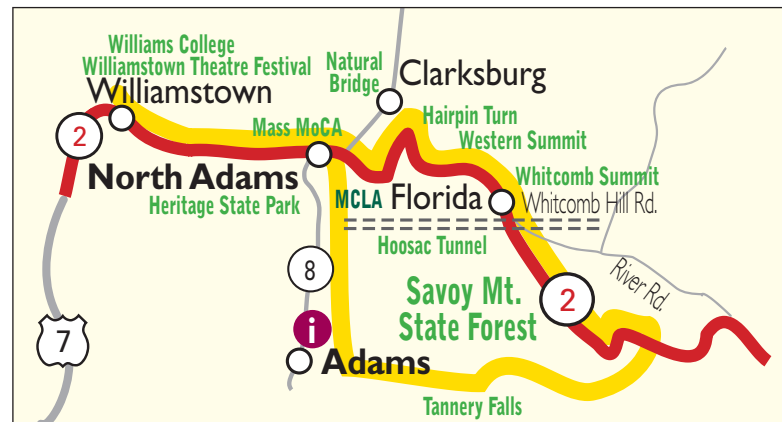 Williams College
Williamstown Theatre Festival
Williamstown
2
Natural
Bridge
Clarksburg
Mass MoCA
Hairpin Turn
Western Summit
North Adams
Heritage State Park
MCLA
Florida
Whitcomb Summit
Whitcomb Hill Rd.
Hoosac Tunnel
8
River Rd.
Savoy Mt.
State Forest
2
7
i
Adams
Tannery Falls